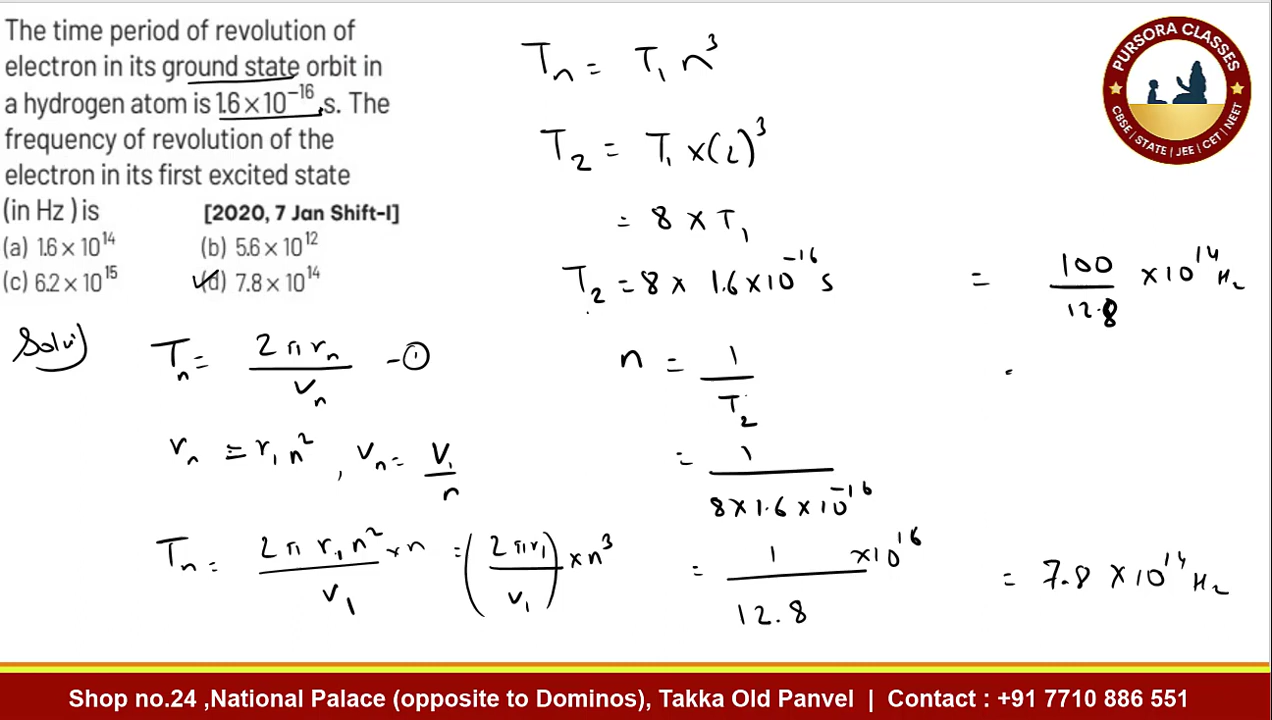 The time period of revolution of
electron in its ground state orbit in
a hydrogen atom is 1.6 × 10⁻¹⁶ s. The
frequency of revolution of the
electron in its first excited state
(in Hz ) is [2020, 7 Jan Shift-I]
(a) 1.6 × 10¹⁴ (b) 5.6 × 10¹²
(c) 6.2 × 10¹⁵ (d) 7.8 × 10¹⁴
Tₙ = 2πrₙ / vₙ -①
rₙ = r₁n² , vₙ = v₁/n
Tₙ = 2πr₁n² × n / v₁ = (2πr₁ / v₁) × n³
Tₙ = T₁ n³
T₂ = T₁ × (2)³
= 8 × T₁
T₂ = 8 × 1.6 × 10⁻¹⁶ s
n = 1 / T₂
= 1 / 8 × 1.6 × 10⁻¹⁶
= 1 / 12.8 × 10¹⁶
= 100 / 12.8 × 10¹⁴ Hz
= 7.8 × 10¹⁴ Hz
PURSORA CLASSES
CBSE | STATE | JEE | CET | NEET
Shop no.24 ,National Palace (opposite to Dominos), Takka Old Panvel | Contact : +91 7710 886 551